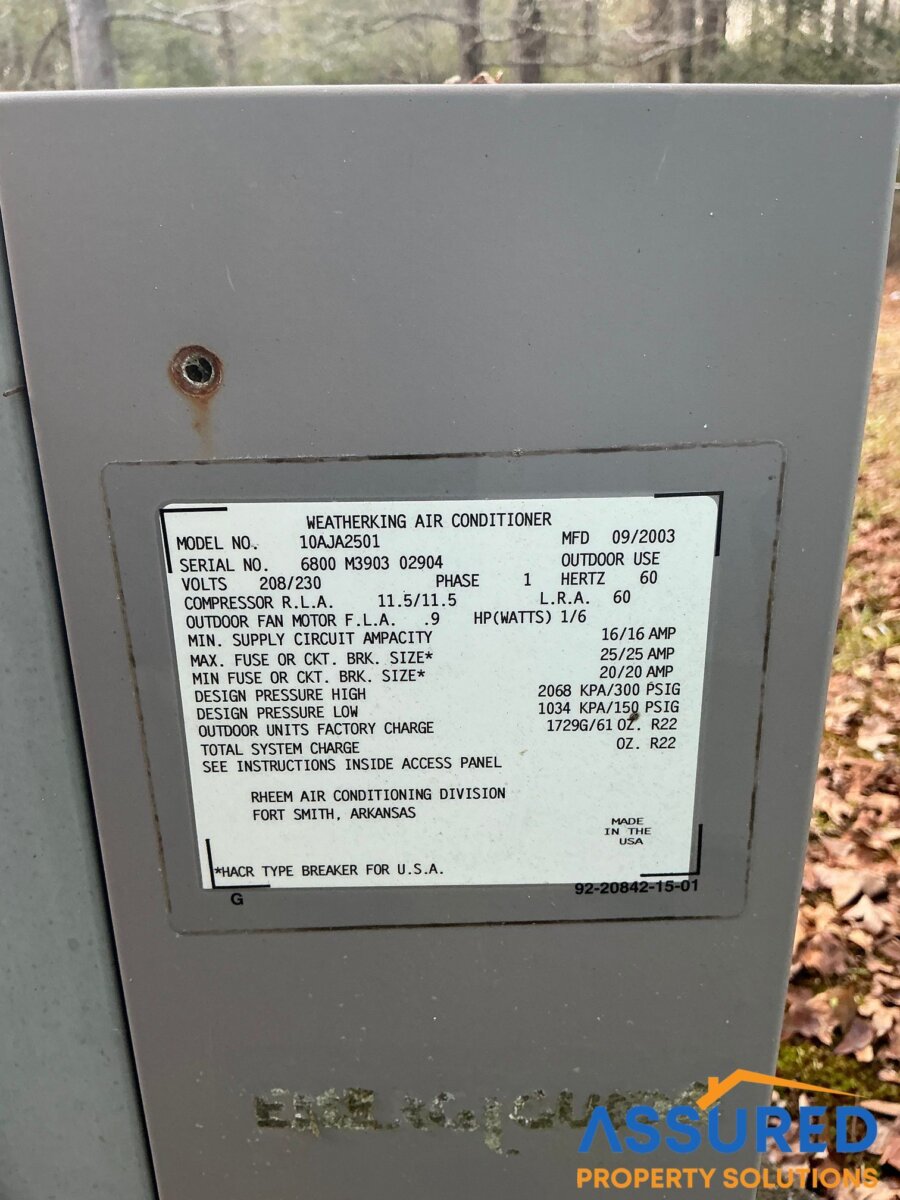 WEATHERKING AIR CONDITIONER
MODEL NO. 10AJA2501 MFD 09/2003
SERIAL NO. 6800 M3903 02904 OUTDOOR USE
VOLTS 208/230 PHASE 1 HERTZ 60
COMPRESSOR R.L.A. 11.5/11.5 L.R.A. 60
OUTDOOR FAN MOTOR F.L.A. .9 HP(WATTS) 1/6
MIN. SUPPLY CIRCUIT AMPACITY 16/16 AMP
MAX. FUSE OR CKT. BRK. SIZE* 25/25 AMP
MIN FUSE OR CKT. BRK. SIZE* 20/20 AMP
DESIGN PRESSURE HIGH 2068 KPA/300 PSIG
DESIGN PRESSURE LOW 1034 KPA/150 PSIG
OUTDOOR UNITS FACTORY CHARGE 1729G/61 OZ. R22
TOTAL SYSTEM CHARGE OZ. R22
SEE INSTRUCTIONS INSIDE ACCESS PANEL
RHEEM AIR CONDITIONING DIVISION
FORT SMITH, ARKANSAS
MADE
IN THE
USA
*HACR TYPE BREAKER FOR U.S.A.
G 92-20842-15-01
ASSURED
PROPERTY SOLUTIONS